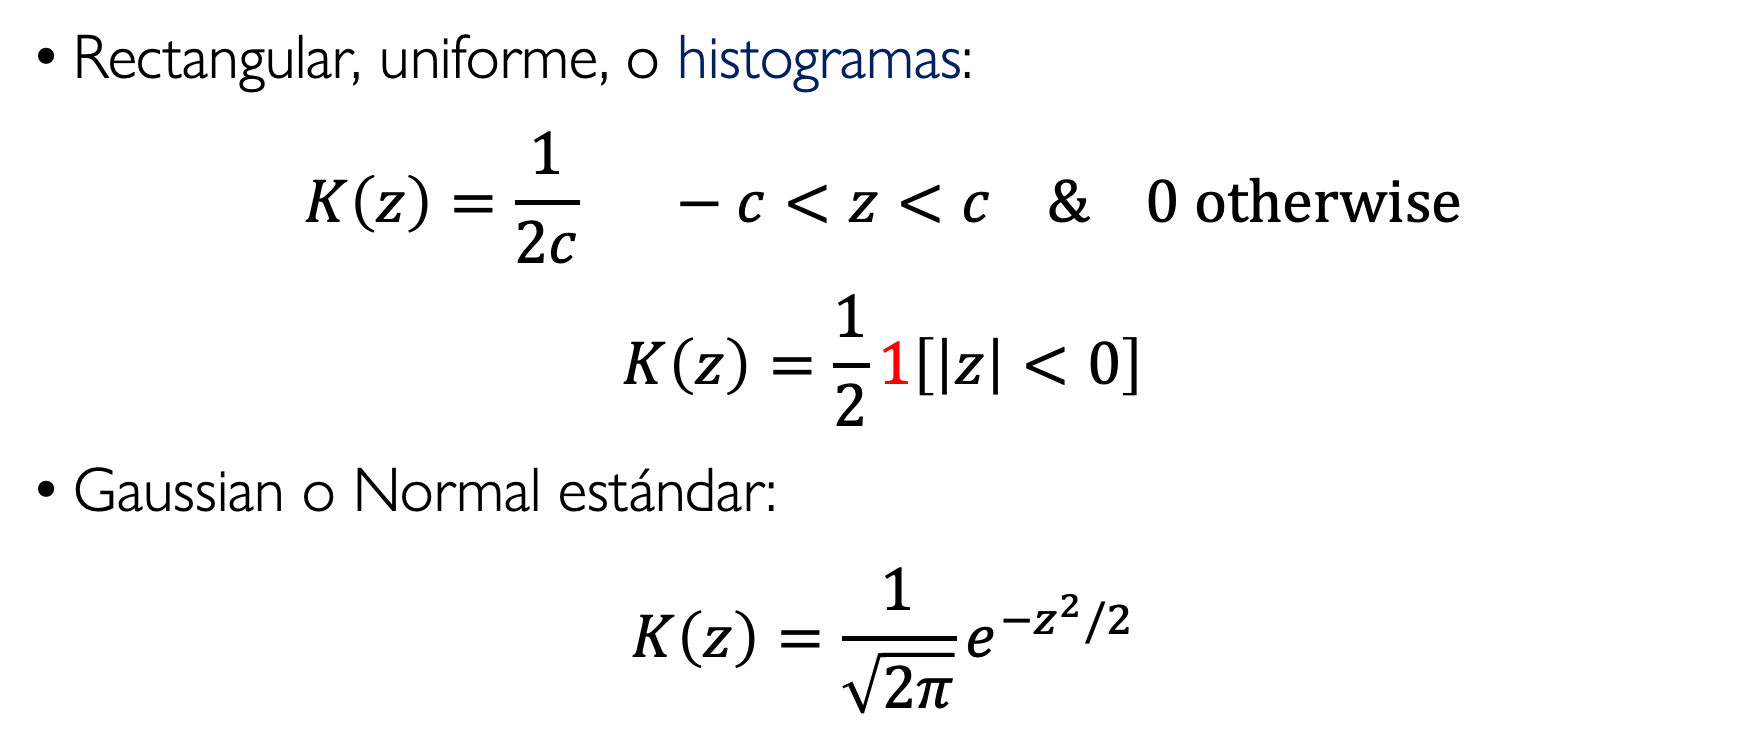 • Rectangular, uniforme, o histogramas:
K(z) = 1/2c    − c < z < c   &   0 otherwise
K(z) = 1/2 1[|z| < 0]
• Gaussian o Normal estándar:
K(z) = 1/√2π e^−z²/2